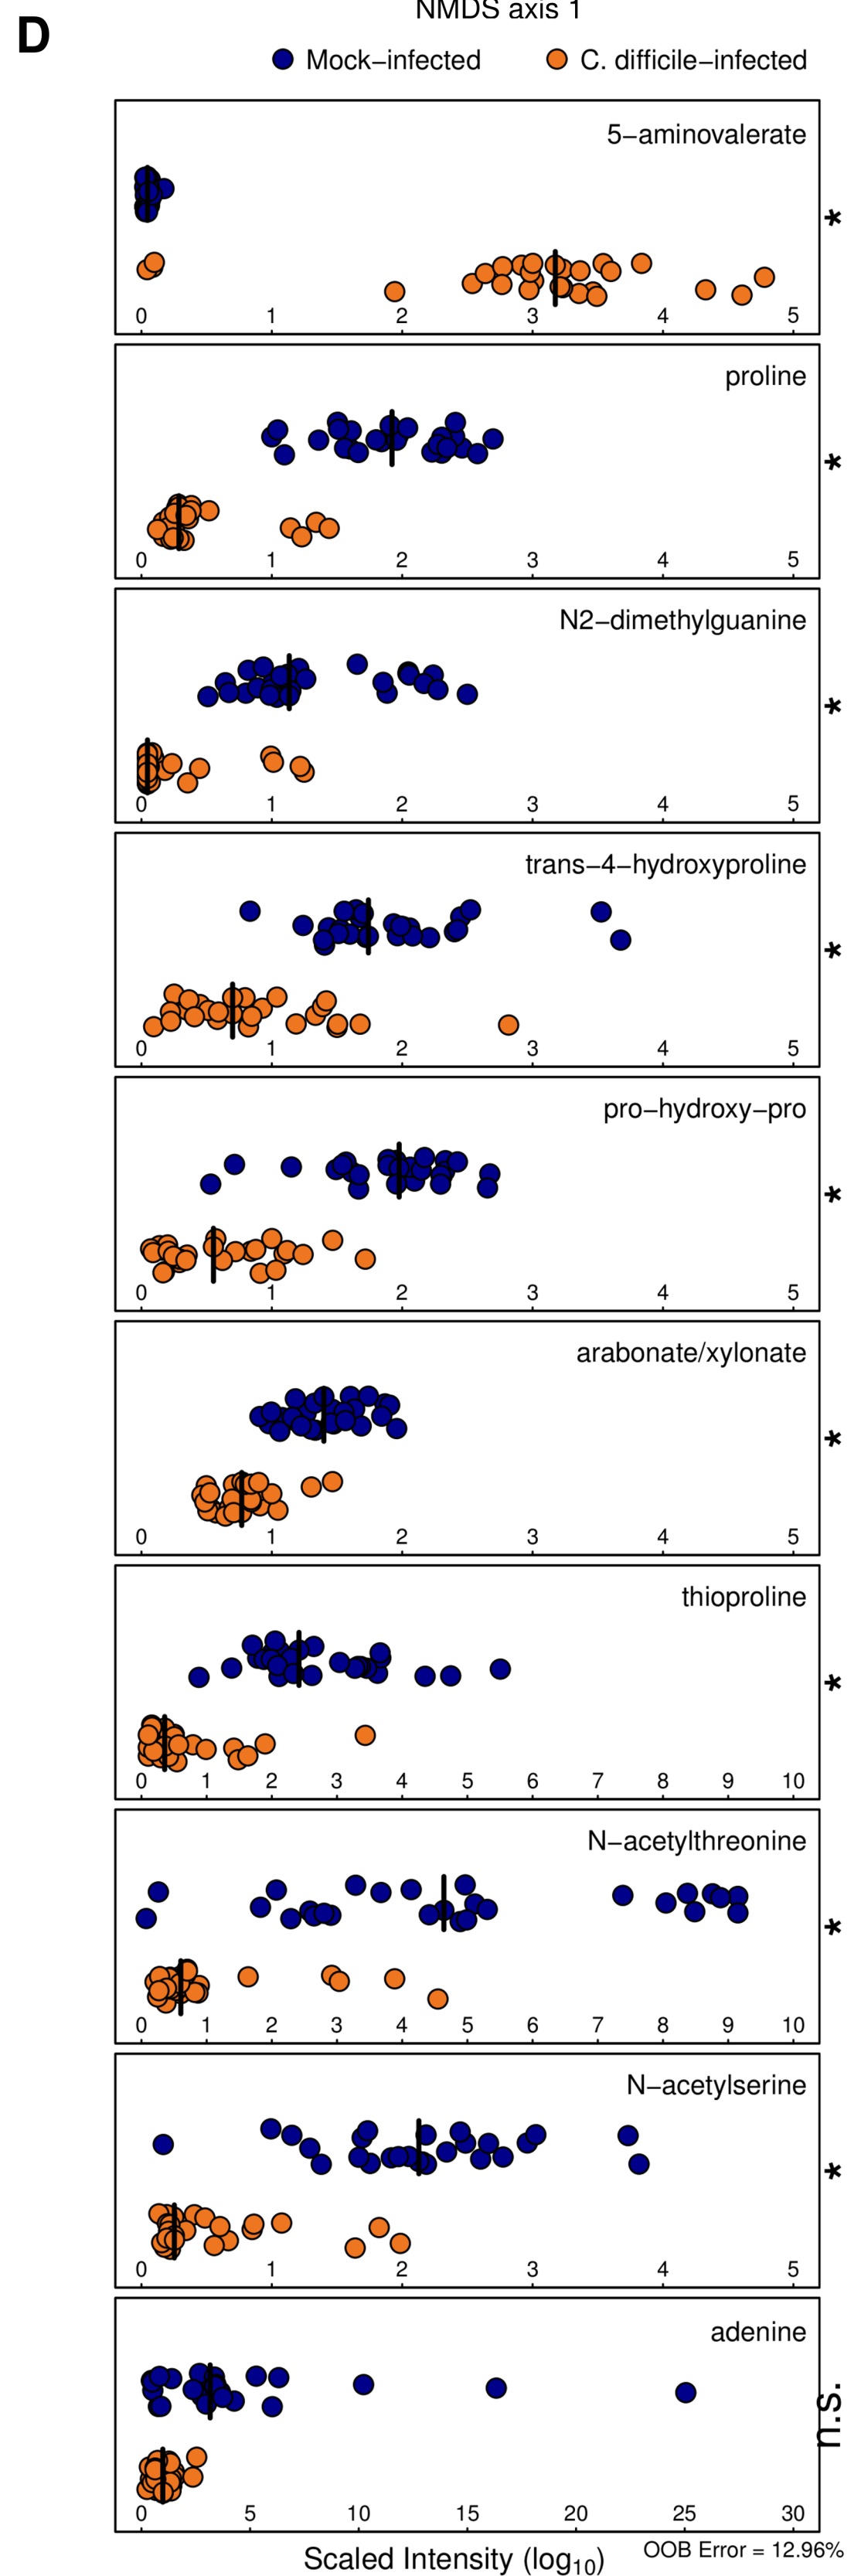 NMDS axis 1
D
Mock−infected C. difficile−infected
5−aminovalerate
*
0 1 2 3 4 5
proline
*
0 1 2 3 4 5
N2−dimethylguanine
*
0 1 2 3 4 5
trans−4−hydroxyproline
*
0 1 2 3 4 5
pro−hydroxy−pro
*
0 1 2 3 4 5
arabonate/xylonate
*
0 1 2 3 4 5
thioproline
*
0 1 2 3 4 5 6 7 8 9 10
N−acetylthreonine
*
0 1 2 3 4 5 6 7 8 9 10
N−acetylserine
*
0 1 2 3 4 5
adenine
n.s.
0 5 10 15 20 25 30
Scaled Intensity (log10)
OOB Error = 12.96%